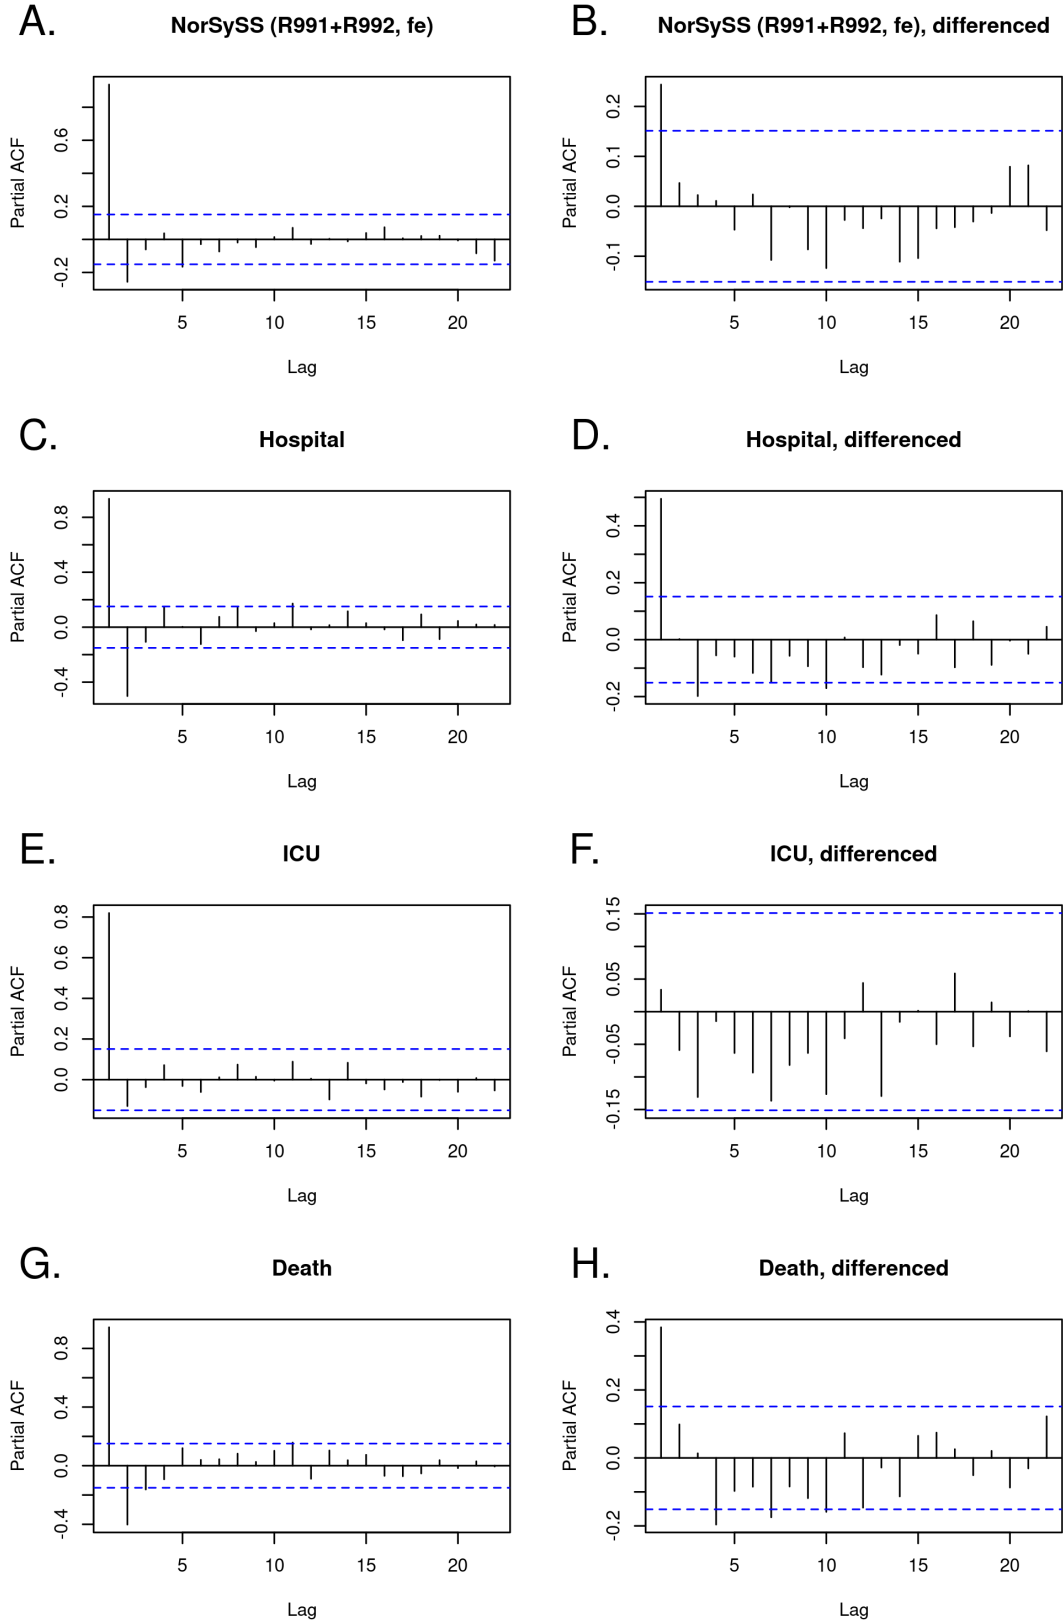 A. NorSySS (R991+R992, fe)
Partial ACF
-0.2 0.2 0.6
5 10 15 20
Lag
B. NorSySS (R991+R992, fe), differenced
Partial ACF
-0.1 0.0 0.1 0.2
5 10 15 20
Lag
C. Hospital
Partial ACF
-0.4 0.0 0.4 0.8
5 10 15 20
Lag
D. Hospital, differenced
Partial ACF
-0.2 0.0 0.2 0.4
5 10 15 20
Lag
E. ICU
Partial ACF
0.0 0.2 0.4 0.6 0.8
5 10 15 20
Lag
F. ICU, differenced
Partial ACF
-0.15 -0.05 0.05 0.15
5 10 15 20
Lag
G. Death
Partial ACF
-0.4 0.0 0.4 0.8
5 10 15 20
Lag
H. Death, differenced
Partial ACF
-0.2 0.0 0.2 0.4
5 10 15 20
Lag